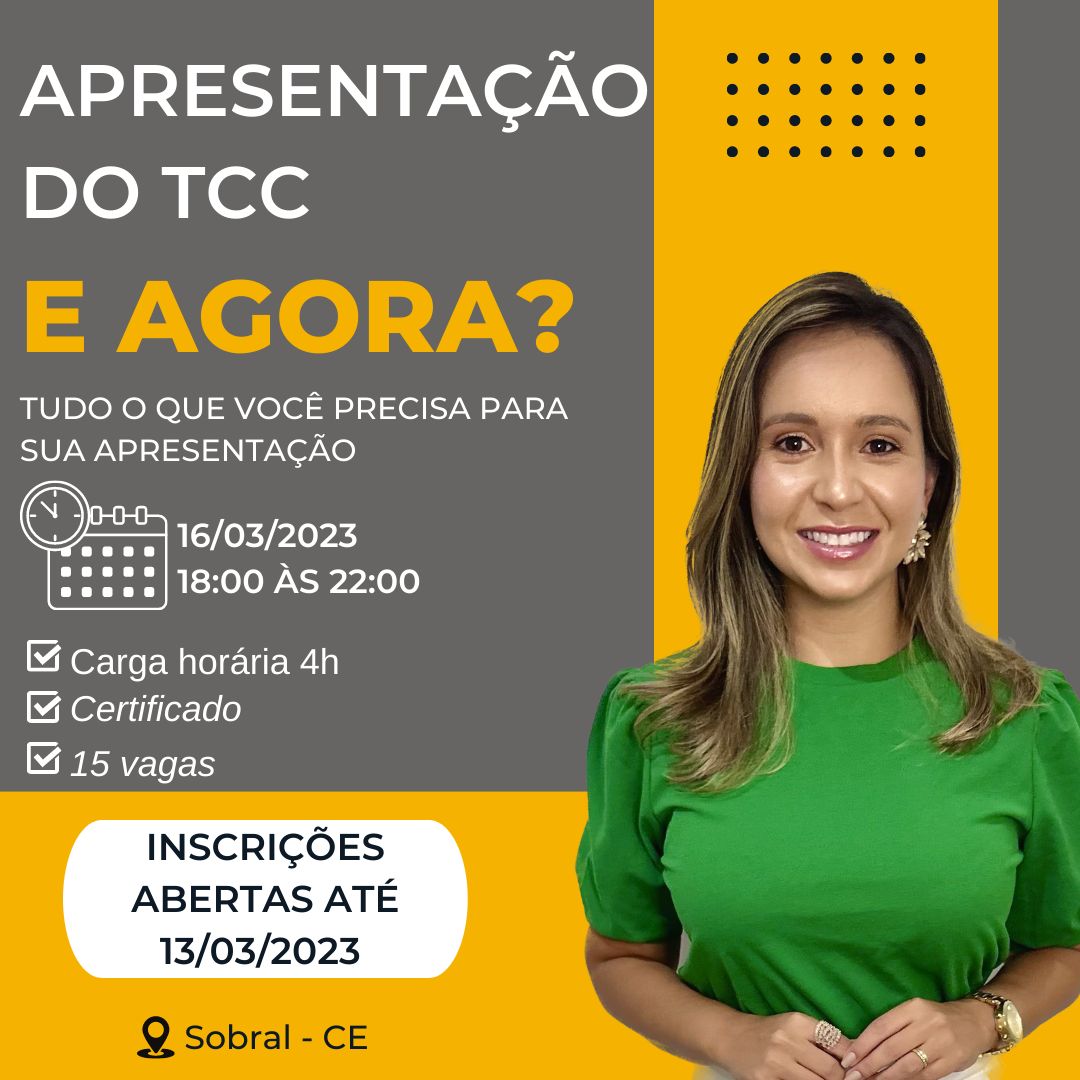 APRESENTAÇÃO
DO TCC
E AGORA?
TUDO O QUE VOCÊ PRECISA PARA
SUA APRESENTAÇÃO
16/03/2023
18:00 ÀS 22:00
Carga horária 4h
Certificado
15 vagas
INSCRIÇÕES
ABERTAS ATÉ
13/03/2023
Sobral - CE